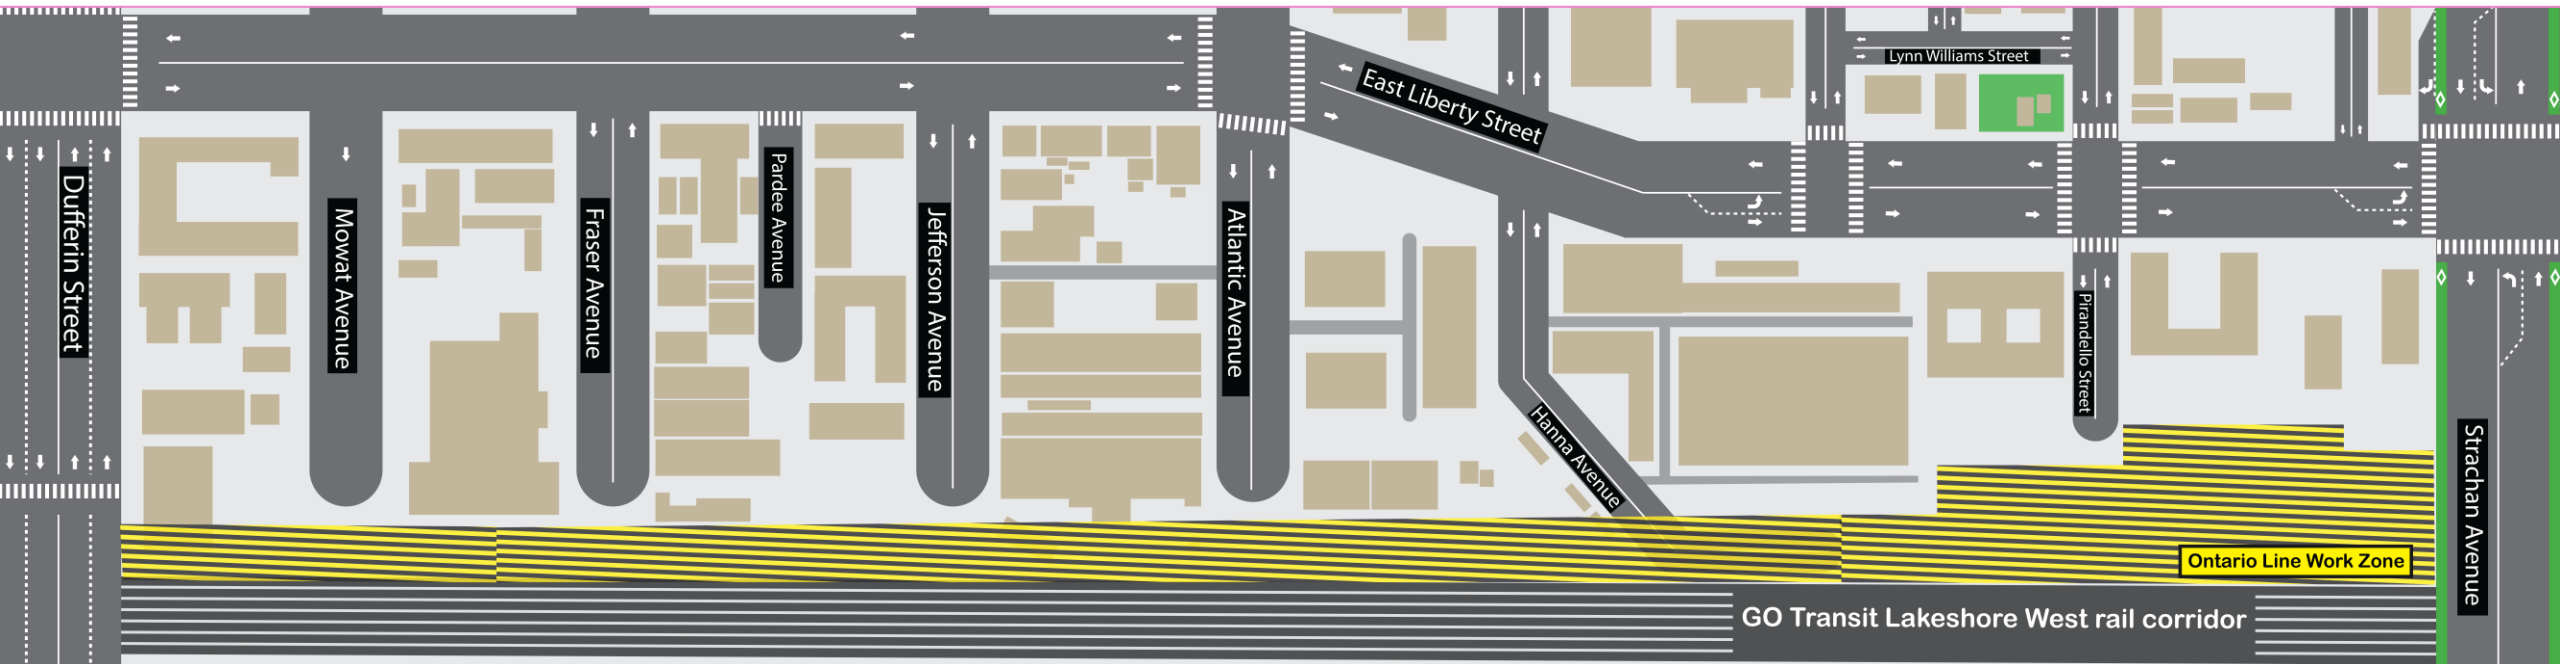 Lynn Williams Street
East Liberty Street
Dufferin Street
Mowat Avenue
Fraser Avenue
Pardee Avenue
Jefferson Avenue
Atlantic Avenue
Hanna Avenue
Pirandello Street
Strachan Avenue
Ontario Line Work Zone
GO Transit Lakeshore West rail corridor